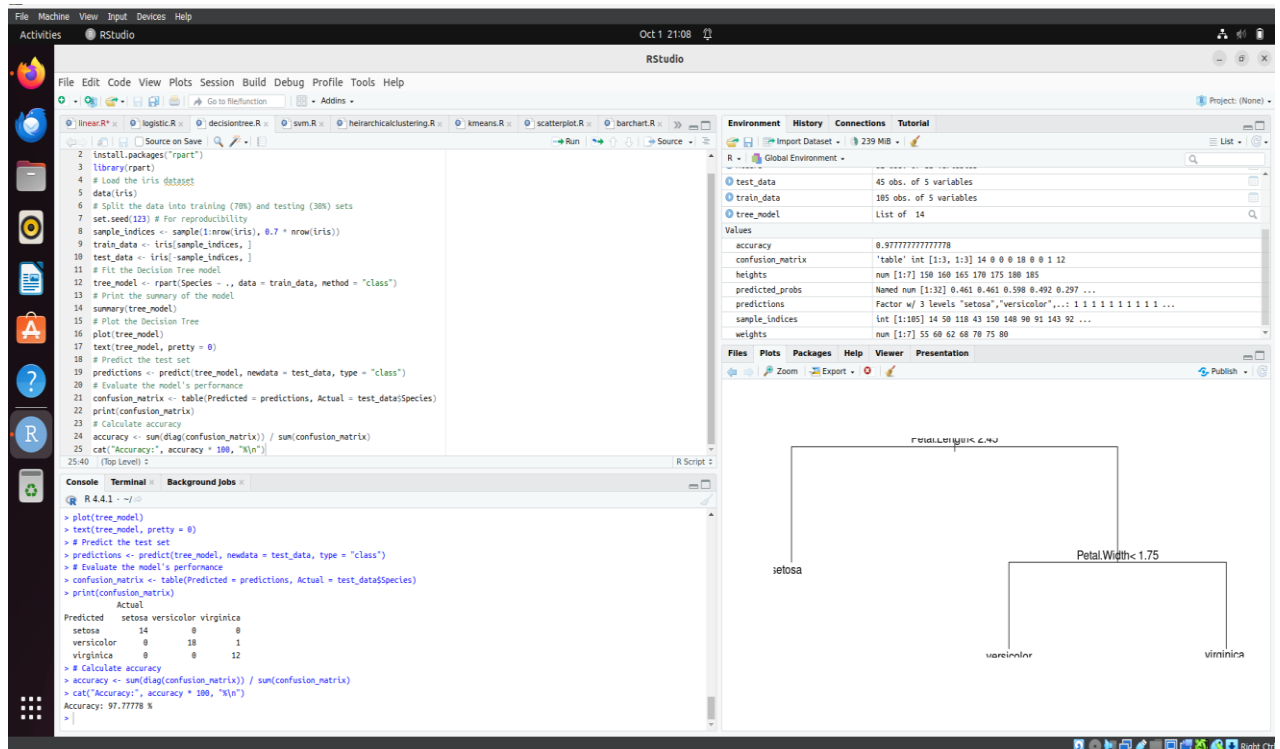 File Machine View Input Devices Help
Activities RStudio Oct 1 21:08
RStudio
File Edit Code View Plots Session Build Debug Profile Tools Help
Go to file/function Addins Project: (None)
linear.R* logistic.R decisiontree.R svm.R heirarchicalclustering.R kmeans.R scatterplot.R barchart.R
Source on Save Run Source
2 install.packages("rpart")
3 library(rpart)
4 # Load the iris dataset
5 data(iris)
6 # Split the data into training (70%) and testing (30%) sets
7 set.seed(123) # For reproducibility
8 sample_indices <- sample(1:nrow(iris), 0.7 * nrow(iris))
9 train_data <- iris[sample_indices, ]
10 test_data <- iris[-sample_indices, ]
11 # Fit the Decision Tree model
12 tree_model <- rpart(Species ~ ., data = train_data, method = "class")
13 # Print the summary of the model
14 summary(tree_model)
15 # Plot the Decision Tree
16 plot(tree_model)
17 text(tree_model, pretty = 0)
18 # Predict the test set
19 predictions <- predict(tree_model, newdata = test_data, type = "class")
20 # Evaluate the model's performance
21 confusion_matrix <- table(Predicted = predictions, Actual = test_data$Species)
22 print(confusion_matrix)
23 # Calculate accuracy
24 accuracy <- sum(diag(confusion_matrix)) / sum(confusion_matrix)
25 cat("Accuracy:", accuracy * 100, "%\n")
25:40 (Top Level) R Script
Console Terminal Background Jobs
R 4.4.1 · ~/
> plot(tree_model)
> text(tree_model, pretty = 0)
> # Predict the test set
> predictions <- predict(tree_model, newdata = test_data, type = "class")
> # Evaluate the model's performance
> confusion_matrix <- table(Predicted = predictions, Actual = test_data$Species)
> print(confusion_matrix)
Actual
Predicted setosa versicolor virginica
setosa 14 0 0
versicolor 0 18 1
virginica 0 0 12
> # Calculate accuracy
> accuracy <- sum(diag(confusion_matrix)) / sum(confusion_matrix)
> cat("Accuracy:", accuracy * 100, "%\n")
Accuracy: 97.77778 %
>
Environment History Connections Tutorial
Import Dataset 239 MiB List
R Global Environment
test_data 45 obs. of 5 variables
train_data 105 obs. of 5 variables
tree_model List of 14
Values
accuracy 0.977777777777778
confusion_matrix 'table' int [1:3, 1:3] 14 0 0 0 18 0 0 1 12
heights num [1:7] 150 160 165 170 175 180 185
predicted_probs Named num [1:32] 0.461 0.461 0.598 0.492 0.297 ...
predictions Factor w/ 3 levels "setosa","versicolor",..: 1 1 1 1 1 1 1 1 1 1 ...
sample_indices int [1:105] 14 50 118 43 150 148 90 91 143 92 ...
weights num [1:7] 55 60 62 68 70 75 80
Files Plots Packages Help Viewer Presentation
Zoom Export Publish
Petal.Length< 2.45
Petal.Width< 1.75
setosa
versicolor virginica
Right Ctrl